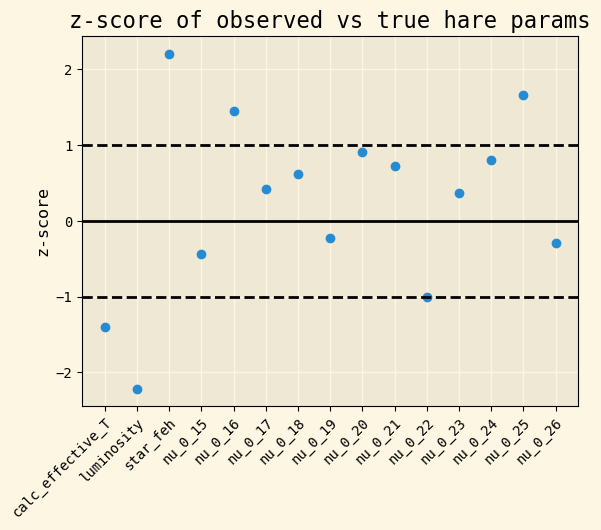 z-score of observed vs true hare params
z-score
2
1
0
−1
−2
calc_effective_T
luminosity
star_feh
nu_0_15
nu_0_16
nu_0_17
nu_0_18
nu_0_19
nu_0_20
nu_0_21
nu_0_22
nu_0_23
nu_0_24
nu_0_25
nu_0_26